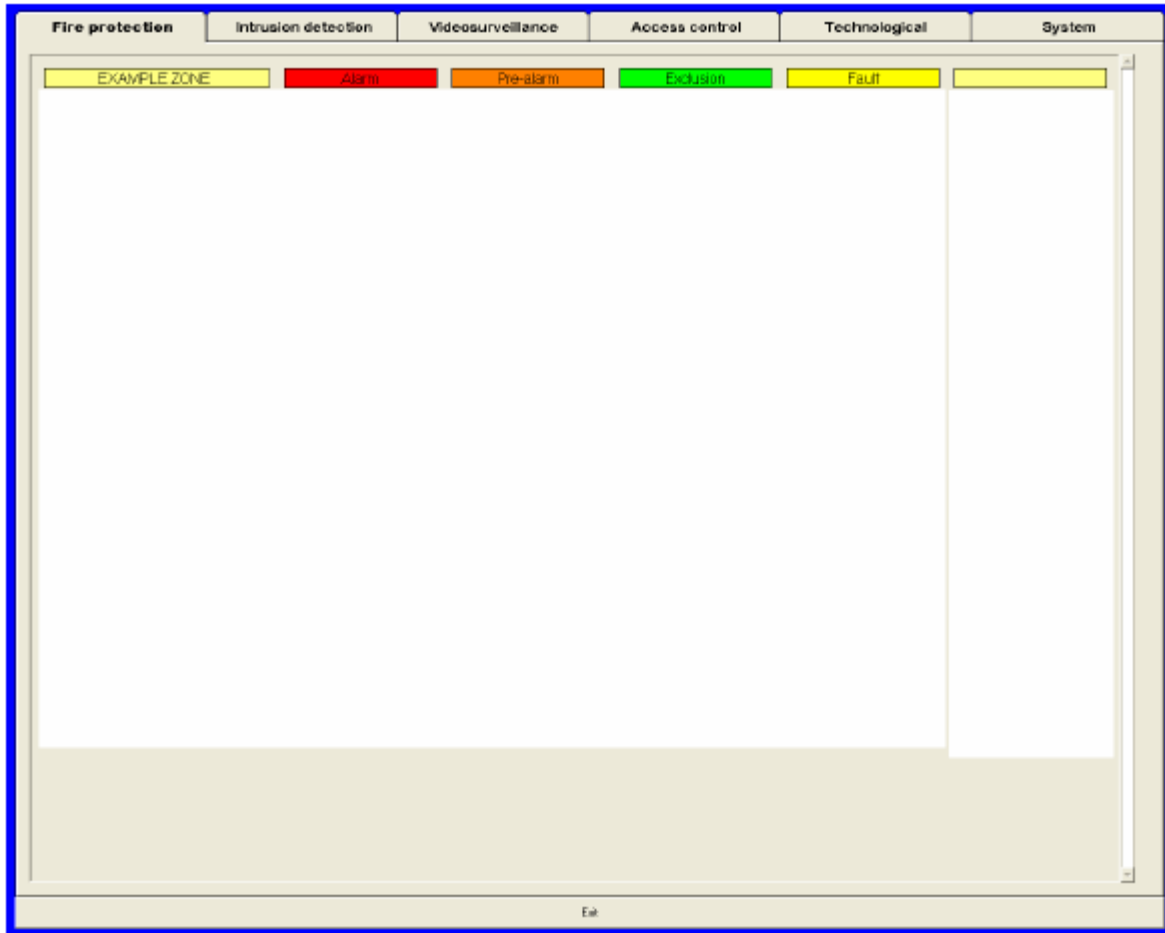 Fire protection Intrusion detection Videosurveillance Access control Technological System
EXAMPLE ZONE Alarm Pre-alarm Exclusion Fault
Exit